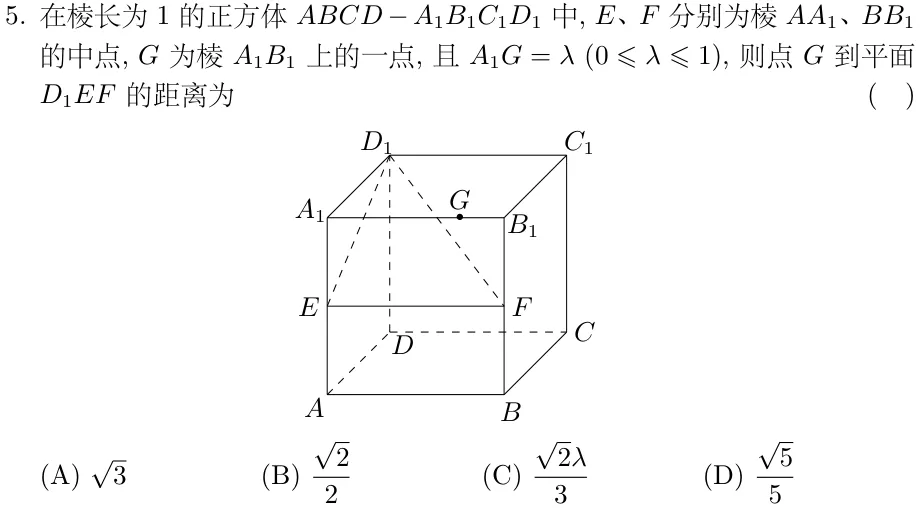 5. 在棱长为 1 的正方体 ABCD − A₁B₁C₁D₁ 中, E、F 分别为棱 AA₁、BB₁
的中点, G 为棱 A₁B₁ 上的一点, 且 A₁G = λ (0 ⩽ λ ⩽ 1), 则点 G 到平面
D₁EF 的距离为 ( )
D₁ C₁
A₁ G B₁
E F
D C
A B
(A) √3 (B) √2/2 (C) √2λ/3 (D) √5/5